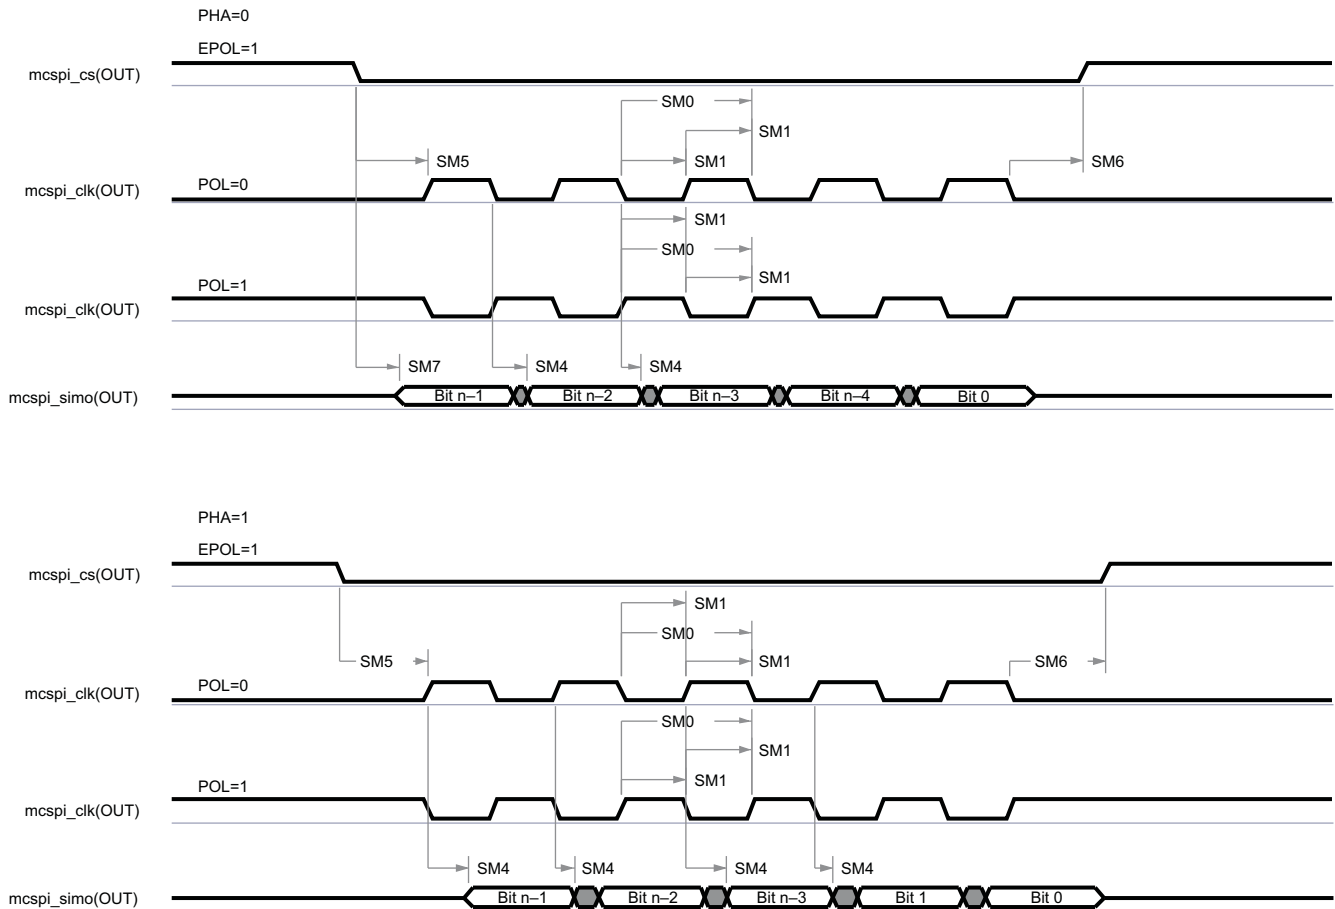 PHA=0
EPOL=1
mcspi_cs(OUT)
SM0
SM1
SM5
SM1
SM6
mcspi_clk(OUT)
POL=0
SM1
SM0
SM1
POL=1
mcspi_clk(OUT)
SM7
SM4
SM4
mcspi_simo(OUT)
Bit n–1
Bit n–2
Bit n–3
Bit n–4
Bit 0
PHA=1
EPOL=1
mcspi_cs(OUT)
SM1
SM0
SM5
SM1
SM6
mcspi_clk(OUT)
POL=0
SM0
SM1
SM1
POL=1
mcspi_clk(OUT)
SM4
SM4
SM4
SM4
mcspi_simo(OUT)
Bit n–1
Bit n–2
Bit n–3
Bit 1
Bit 0